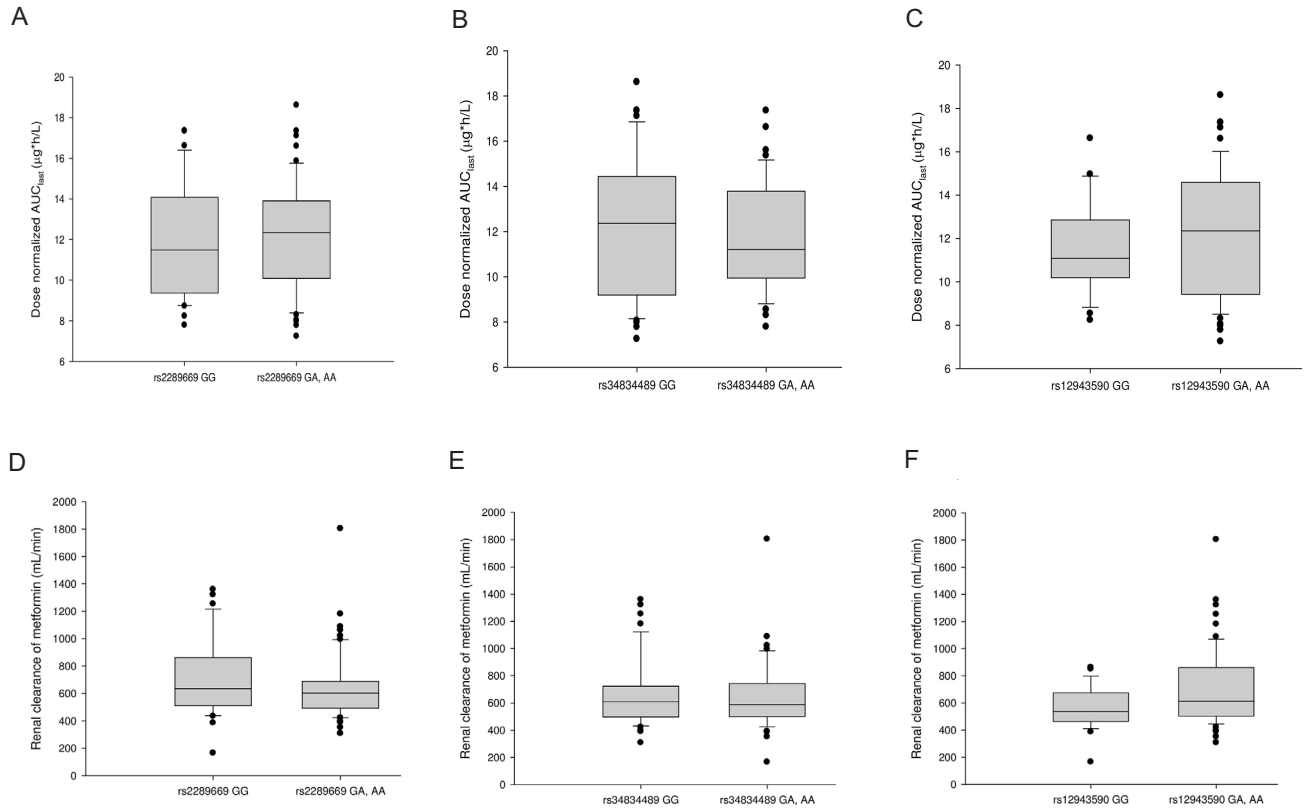 A
Dose normalized AUClast (µg*h/L)
20
18
16
14
12
10
8
6
rs2289669 GG
rs2289669 GA, AA
B
Dose normalized AUClast (µg*h/L)
20
18
16
14
12
10
8
6
rs34834489 GG
rs34834489 GA, AA
C
Dose normalized AUClast (µg*h/L)
20
18
16
14
12
10
8
6
rs12943590 GG
rs12943590 GA, AA
D
Renal clearance of metformin (mL/min)
2000
1800
1600
1400
1200
1000
800
600
400
200
0
rs2289669 GG
rs2289669 GA, AA
E
Renal clearance of metformin (mL/min)
2000
1800
1600
1400
1200
1000
800
600
400
200
0
rs34834489 GG
rs34834489 GA, AA
F
Renal clearance of metformin (mL/min)
2000
1800
1600
1400
1200
1000
800
600
400
200
0
rs12943590 GG
rs12943590 GA, AA